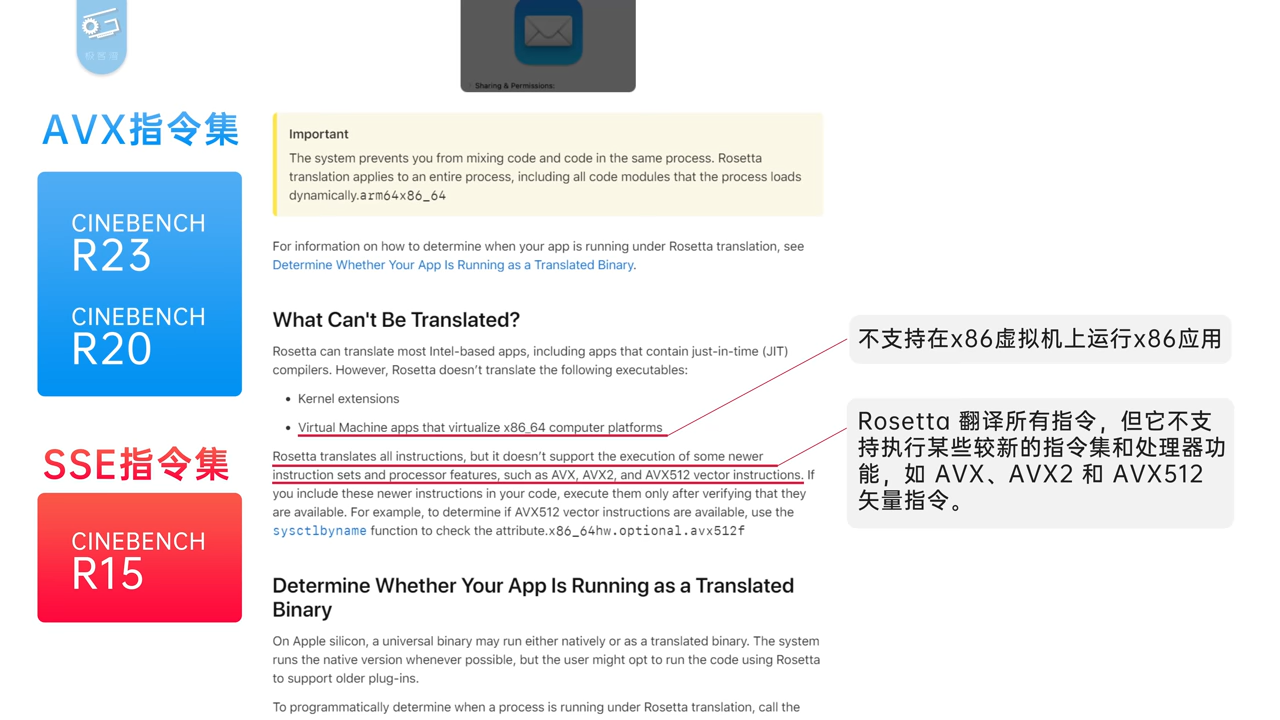 极客湾
Sharing & Permissions:
AVX指令集
CINEBENCH
R23
CINEBENCH
R20
SSE指令集
CINEBENCH
R15
Important
The system prevents you from mixing code and code in the same process. Rosetta
translation applies to an entire process, including all code modules that the process loads
dynamically.arm64x86_64
For information on how to determine when your app is running under Rosetta translation, see
Determine Whether Your App Is Running as a Translated Binary.
What Can't Be Translated?
Rosetta can translate most Intel-based apps, including apps that contain just-in-time (JIT)
compilers. However, Rosetta doesn’t translate the following executables:
• Kernel extensions
• Virtual Machine apps that virtualize x86_64 computer platforms
Rosetta translates all instructions, but it doesn’t support the execution of some newer
instruction sets and processor features, such as AVX, AVX2, and AVX512 vector instructions. If
you include these newer instructions in your code, execute them only after verifying that they
are available. For example, to determine if AVX512 vector instructions are available, use the
sysctlbyname function to check the attribute.x86_64hw.optional.avx512f
Determine Whether Your App Is Running as a Translated
Binary
On Apple silicon, a universal binary may run either natively or as a translated binary. The system
runs the native version whenever possible, but the user might opt to run the code using Rosetta
to support older plug-ins.
To programmatically determine when a process is running under Rosetta translation, call the
不支持在x86虚拟机上运行x86应用
Rosetta 翻译所有指令，但它不支
持执行某些较新的指令集和处理器功
能，如 AVX、AVX2 和 AVX512
矢量指令。